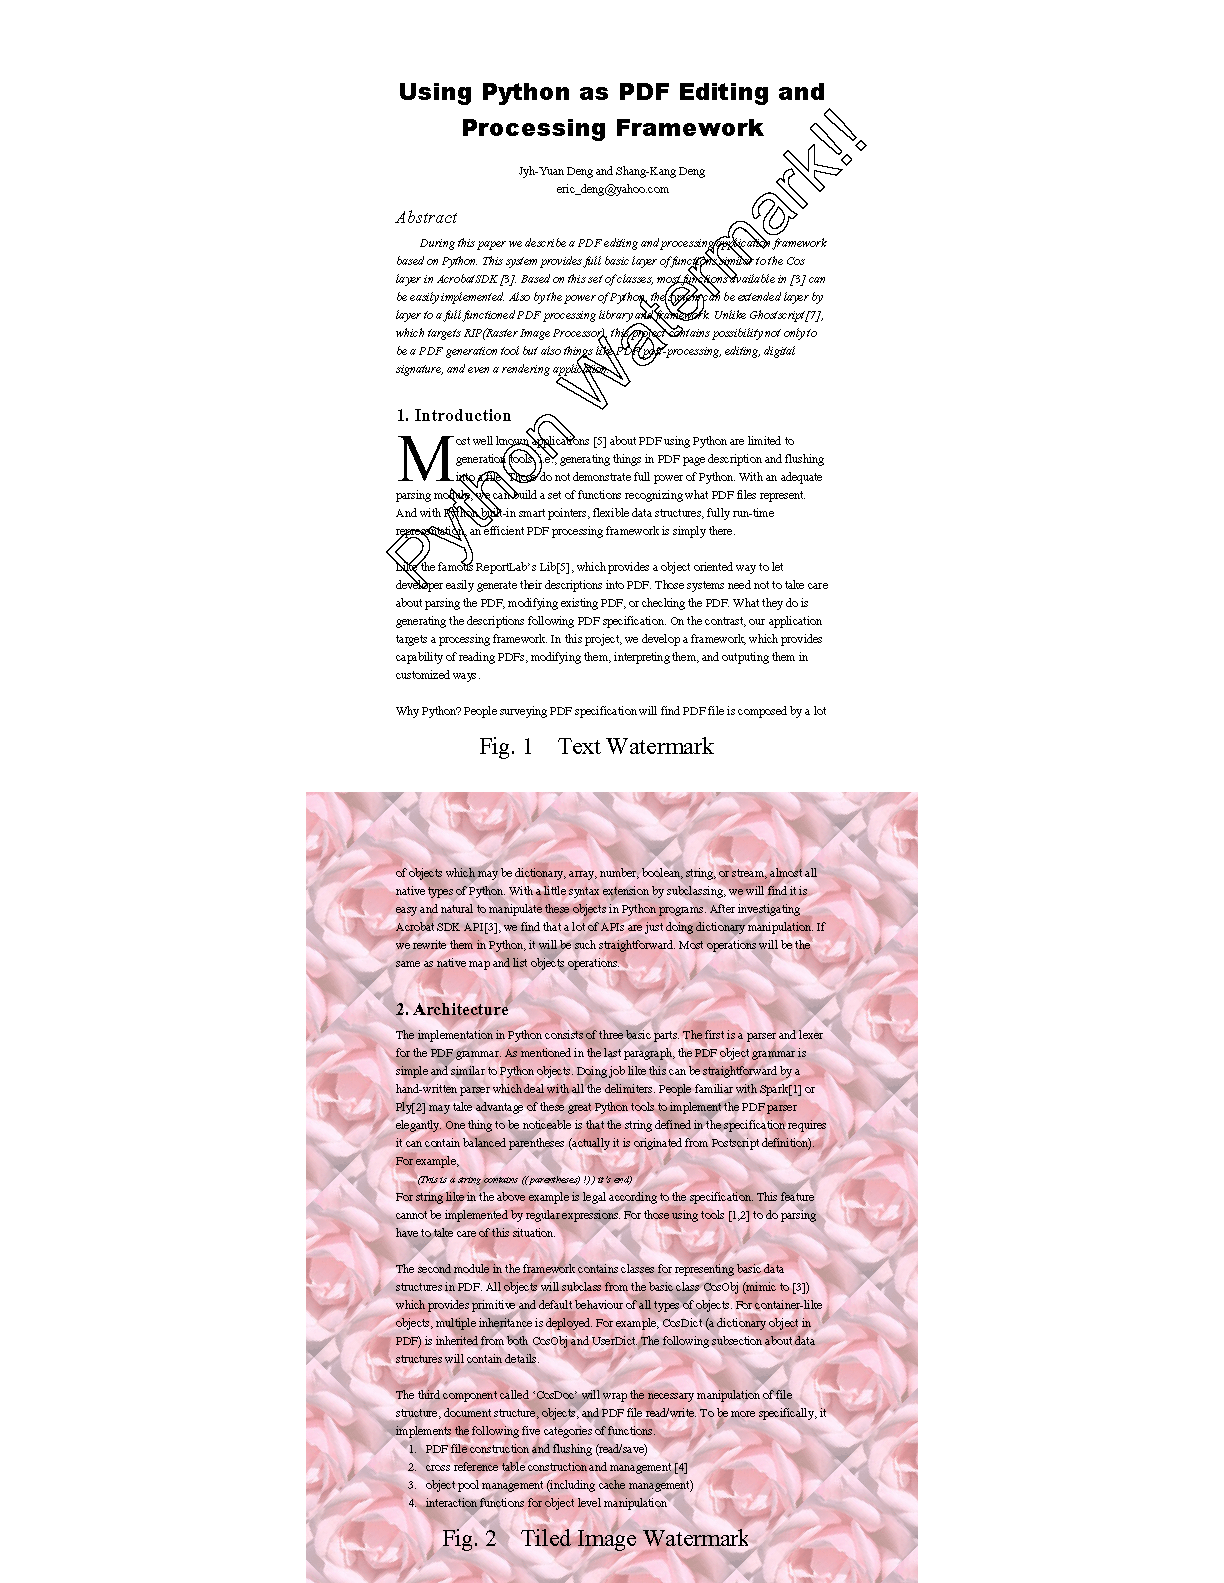 Using Python as PDF Editing and
Processing Framework
Jyh-Yuan Deng and Shang-Kang Deng
eric_deng@yahoo.com
Abstract
During this paper we describe a PDF editing and processing application framework
based on Python. This system provides full basic layer of functions similar to the Cos
layer in AcrobatSDK [3]. Based on this set of classes, most functions available in [3] can
be easily implemented. Also by the power of Python, the system can be extended layer by
layer to a full functioned PDF processing library and framework. Unlike Ghostscript[7],
which targets RIP(Raster Image Processor), this project contains possibility not only to
be a PDF generation tool but also things like PDF post-processing, editing, digital
signature, and even a rendering application.
Python Watermark!!
1. Introduction
Most well known applications [5] about PDF using Python are limited to
generation tools, i.e., generating things in PDF page description and flushing
into a file. These do not demonstrate full power of Python. With an adequate
parsing module, we can build a set of functions recognizing what PDF files represent.
And with Python built-in smart pointers, flexible data structures, fully run-time
representation, an efficient PDF processing framework is simply there.
Like the famous ReportLab's Lib[5], which provides a object oriented way to let
developer easily generate their descriptions into PDF. Those systems need not to take care
about parsing the PDF, modifying existing PDF, or checking the PDF. What they do is
generating the descriptions following PDF specification. On the contrast, our application
targets a processing framework. In this project, we develop a framework, which provides
capability of reading PDFs, modifying them, interpreting them, and outputing them in
customized ways.
Why Python? People surveying PDF specification will find PDF file is composed by a lot
Fig. 1 Text Watermark
of objects which may be dictionary, array, number, boolean, string, or stream, almost all
native types of Python. With a little syntax extension by subclassing, we will find it is
easy and natural to manipulate these objects in Python programs. After investigating
Acrobat SDK API[3], we find that a lot of APIs are just doing dictionary manipulation. If
we rewrite them in Python, it will be such straightforward. Most operations will be the
same as native map and list objects operations.
2. Architecture
The implementation in Python consists of three basic parts. The first is a parser and lexer
for the PDF grammar. As mentioned in the last paragraph, the PDF object grammar is
simple and similar to Python objects. Doing job like this can be straightforward by a
hand-written parser which deal with all the delimiters. People familiar with Spark[1] or
Ply[2] may take advantage of these great Python tools to implement the PDF parser
elegantly. One thing to be noticeable is that the string defined in the specification requires
it can contain balanced parentheses (actually it is originated from Postscript definition).
For example,
(This is a string contains ((parentheses) !) ) it's end)
For string like in the above example is legal according to the specification. This feature
cannot be implemented by regular expressions. For those using tools [1,2] to do parsing
have to take care of this situation.
The second module in the framework contains classes for representing basic data
structures in PDF. All objects will subclass from the basic class CosObj (mimic to [3])
which provides primitive and default behaviour of all types of objects. For container-like
objects, multiple inheritance is deployed. For example, CosDict (a dictionary object in
PDF) is inherited from both CosObj and UserDict. The following subsection about data
structures will contain details.
The third component called ‘CosDoc’ will wrap the necessary manipulation of file
structure, document structure, objects, and PDF file read/write. To be more specifically, it
implements the following five categories of functions.
1. PDF file construction and flushing (read/save)
2. cross reference table construction and management [4]
3. object pool management (including cache management)
4. interaction functions for object level manipulation
Fig. 2 Tiled Image Watermark